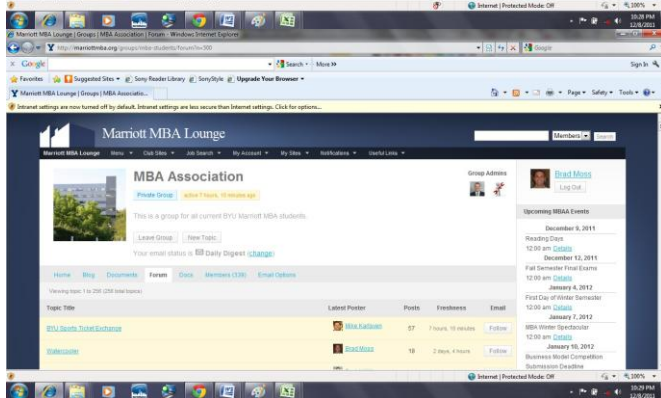 Internet | Protected Mode: Off
100%
10:28 PM
12/8/2011
Marriott MBA Lounge | Groups | MBA Association | Forum - Windows Internet Explorer
Google
Google
Search
More >>
Sign In
Favorites
Suggested Sites
Sony Reader Library
SonyStyle
Upgrade Your Browser
Marriott MBA Lounge | Groups | MBA Associatio...
Page
Safety
Tools
Intranet settings are now turned off by default. Intranet settings are less secure than Internet settings. Click for options...
Marriott MBA Lounge
Members
Search
Marriott MBA Lounge
Menu
Club Sites
Job Search
My Account
My Sites
Notifications
Useful Links
MBA Association
Private Group
active 7 hours, 10 minutes ago
This is a group for all current BYU Marriott MBA students.
Leave Group
New Topic
Your email status is Daily Digest (change)
Group Admins
Home
Blog
Documents
Forum
Docs
Members (338)
Email Options
Topic Title
Latest Poster
Posts
Freshness
Email
BYU Sports Ticket Exchange
57
7 hours, 10 minutes
Follow
Watercooler
Brad Moss
18
2 days, 4 hours
Follow
Brad Moss
Log Out
Upcoming MBAA Events
December 9, 2011
Reading Days
12:00 am Details
December 12, 2011
Fall Semester Final Exams
12:00 am Details
January 4, 2012
First Day of Winter Semester
12:00 am Details
January 7, 2012
MBA Winter Spectacular
12:00 am Details
January 10, 2012
Business Model Competition
Submission Deadline
Internet | Protected Mode: Off
100%
10:29 PM
12/8/2011